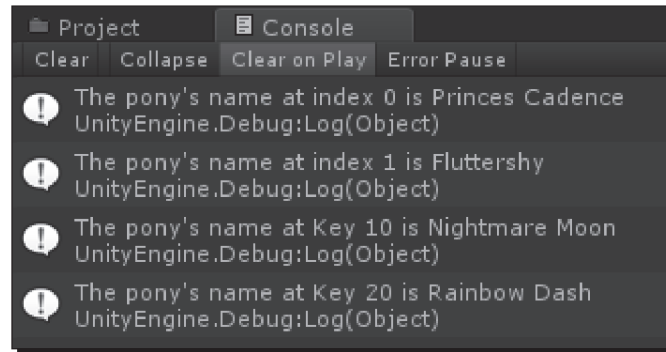 Project Console
Clear Collapse Clear on Play Error Pause
The pony's name at index 0 is Princes Cadence
UnityEngine.Debug:Log(Object)
The pony's name at index 1 is Fluttershy
UnityEngine.Debug:Log(Object)
The pony's name at Key 10 is Nightmare Moon
UnityEngine.Debug:Log(Object)
The pony's name at Key 20 is Rainbow Dash
UnityEngine.Debug:Log(Object)